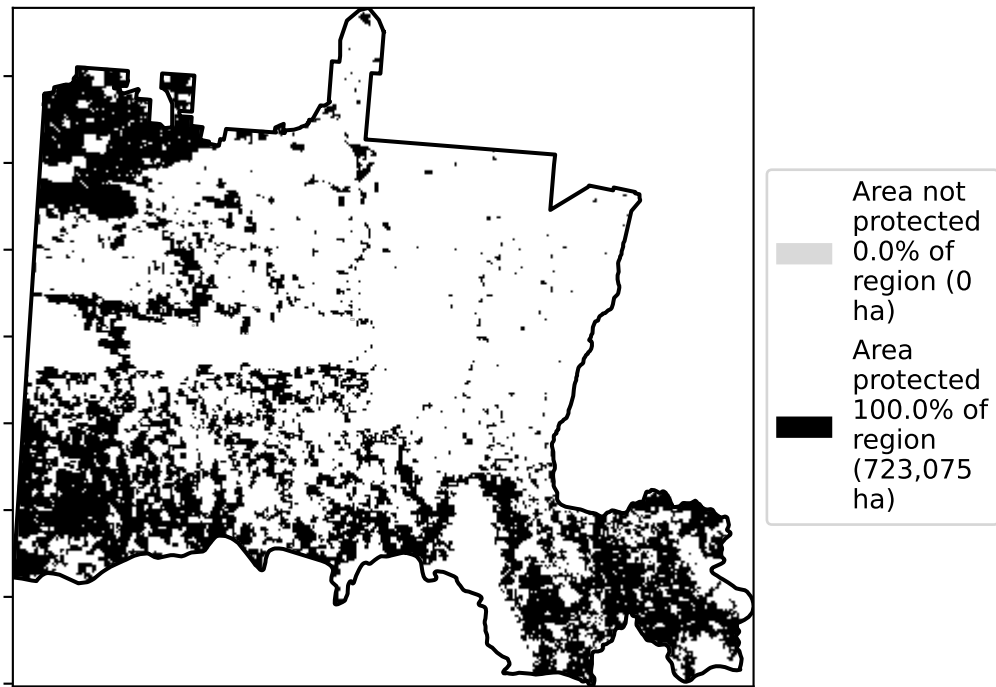 Area not
protected
0.0% of
region (0
ha)
Area
protected
100.0% of
region
(723,075
ha)